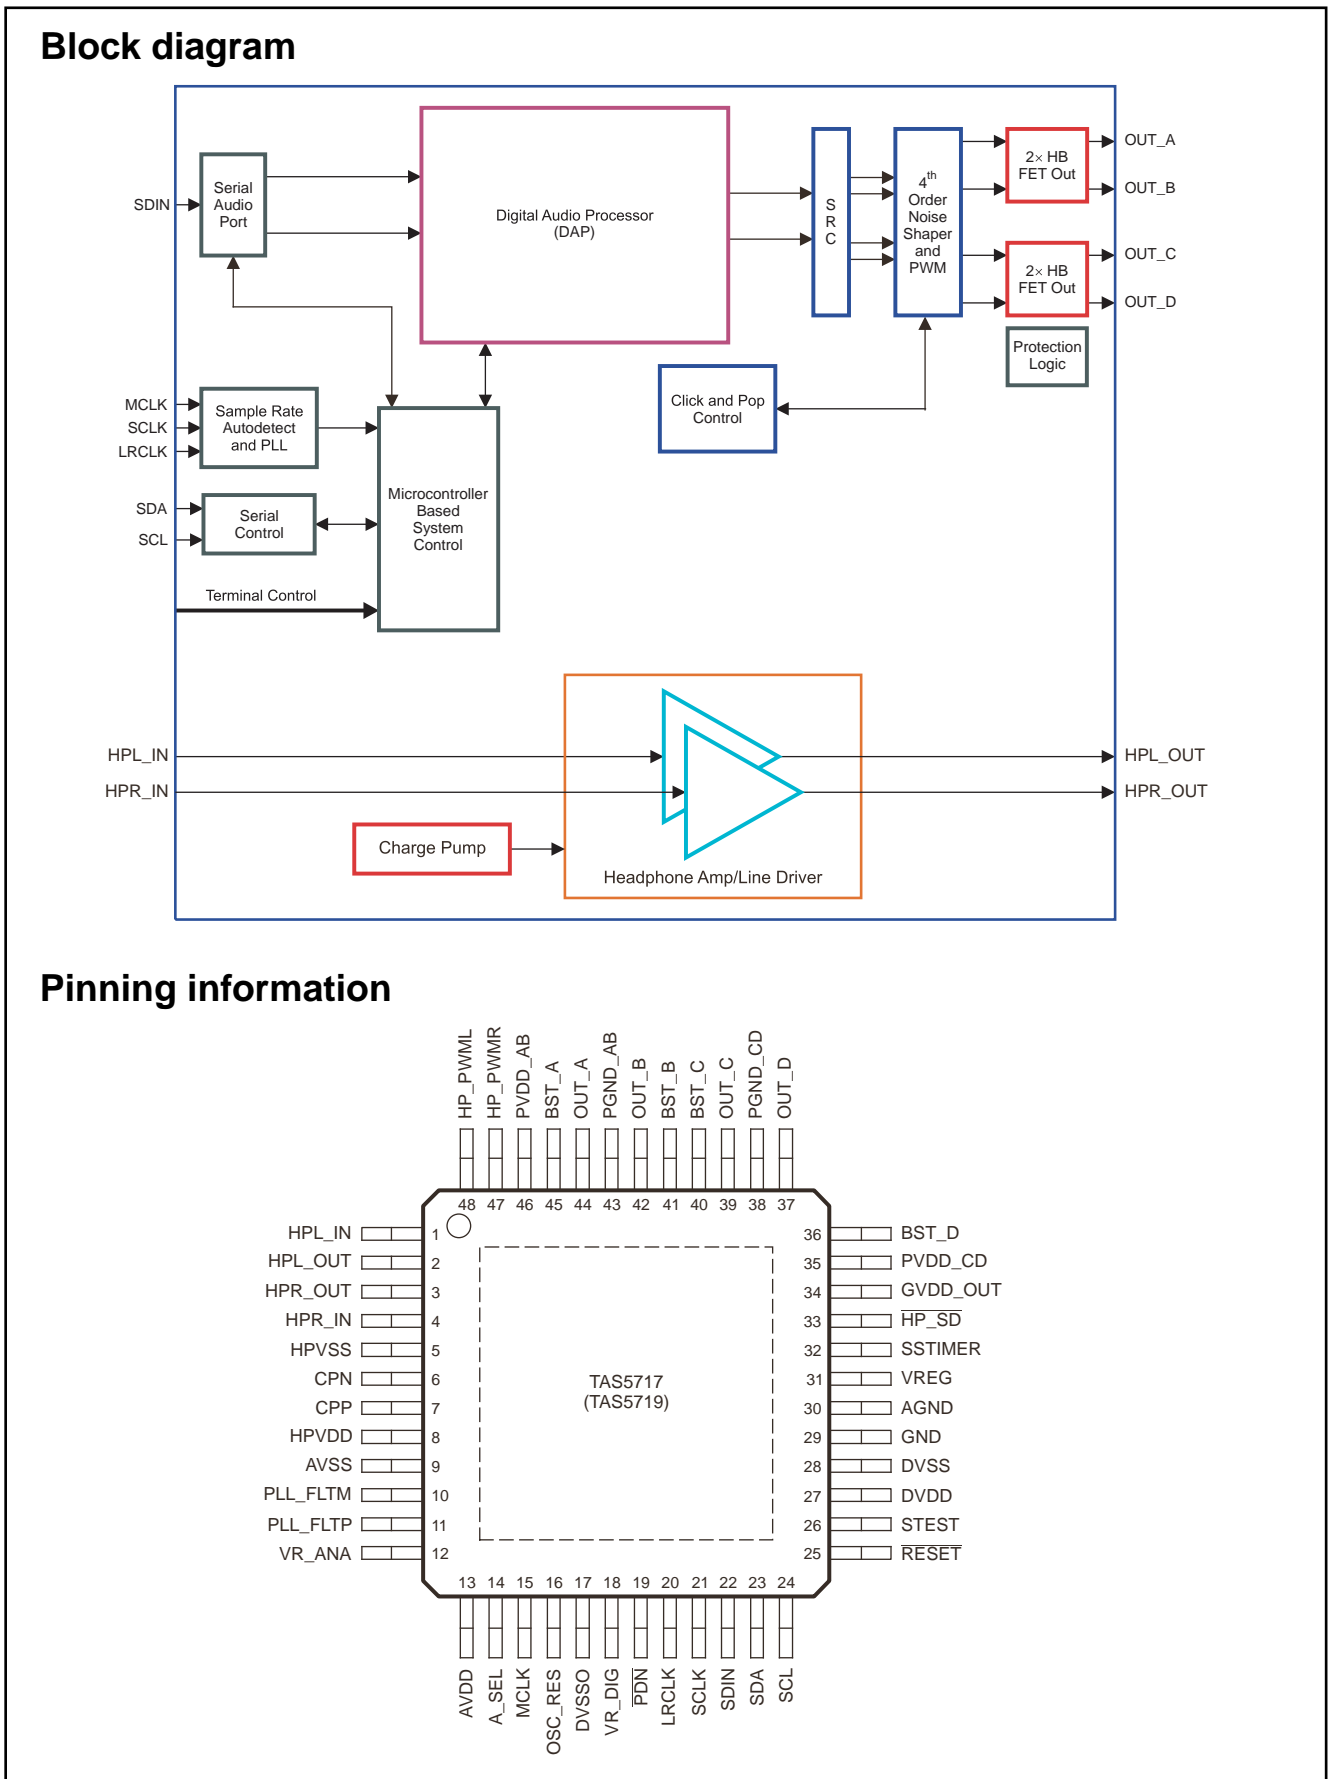 Block diagram
SDIN
Serial
Audio
Port
Digital Audio Processor
(DAP)
S
R
C
4th
Order
Noise
Shaper
and
PWM
2× HB
FET Out
OUT_A
OUT_B
2× HB
FET Out
OUT_C
OUT_D
Protection
Logic
Click and Pop
Control
MCLK
SCLK
LRCLK
Sample Rate
Autodetect
and PLL
SDA
SCL
Serial
Control
Microcontroller
Based
System
Control
Terminal Control
HPL_IN
HPR_IN
HPL_OUT
HPR_OUT
Charge Pump
Headphone Amp/Line Driver
Pinning information
HP_PWML
HP_PWMR
PVDD_AB
BST_A
OUT_A
PGND_AB
OUT_B
BST_B
BST_C
OUT_C
PGND_CD
OUT_D
48 47 46 45 44 43 42 41 40 39 38 37
HPL_IN 1
HPL_OUT 2
HPR_OUT 3
HPR_IN 4
HPVSS 5
CPN 6
CPP 7
HPVDD 8
AVSS 9
PLL_FLTM 10
PLL_FLTP 11
VR_ANA 12
TAS5717
(TAS5719)
36 BST_D
35 PVDD_CD
34 GVDD_OUT
33 HP_SD
32 SSTIMER
31 VREG
30 AGND
29 GND
28 DVSS
27 DVDD
26 STEST
25 RESET
13 14 15 16 17 18 19 20 21 22 23 24
AVDD
A_SEL
MCLK
OSC_RES
DVSSO
VR_DIG
PDN
LRCLK
SCLK
SDIN
SDA
SCL